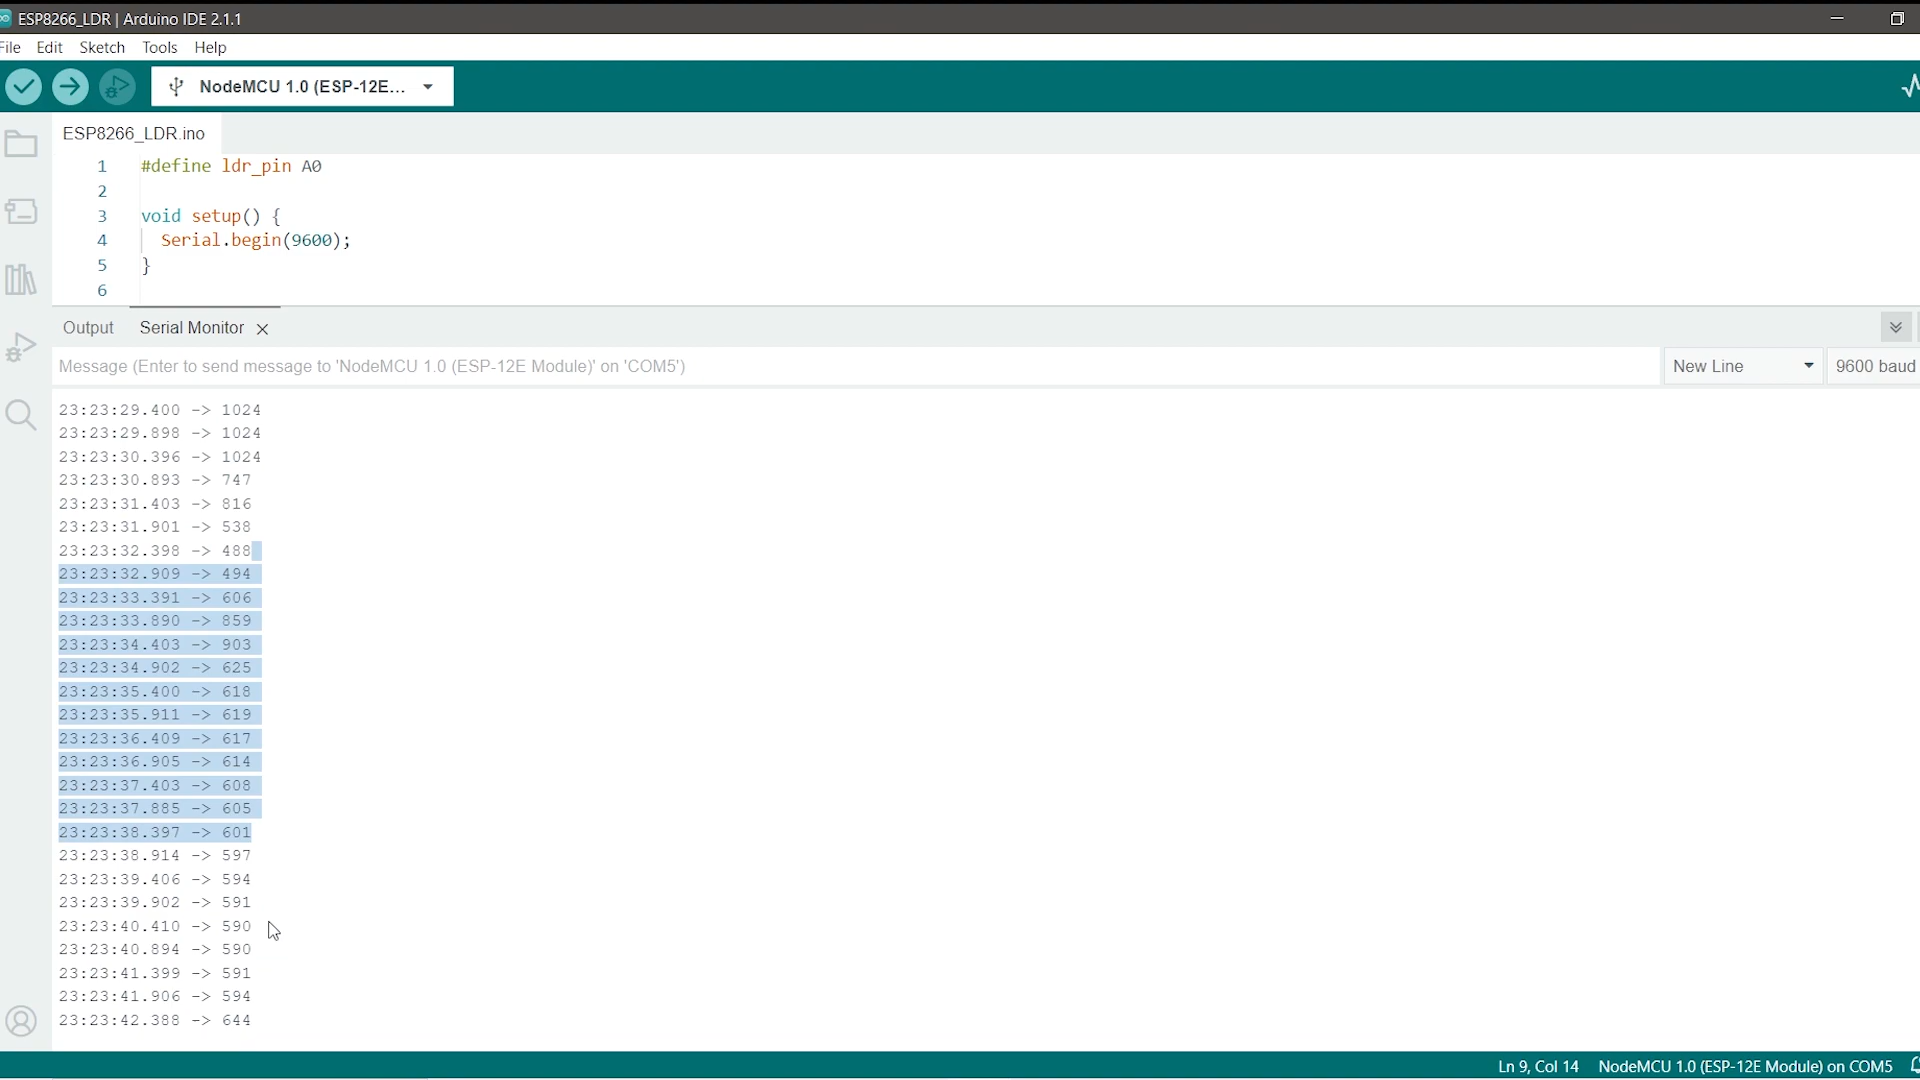 ESP8266_LDR | Arduino IDE 2.1.1
File Edit Sketch Tools Help
NodeMCU 1.0 (ESP-12E...
ESP8266_LDR.ino
1 #define ldr_pin A0
2
3 void setup() {
4 Serial.begin(9600);
5 }
6
Output Serial Monitor
Message (Enter to send message to 'NodeMCU 1.0 (ESP-12E Module)' on 'COM5') New Line 9600 baud
23:23:29.400 -> 1024
23:23:29.898 -> 1024
23:23:30.396 -> 1024
23:23:30.893 -> 747
23:23:31.403 -> 816
23:23:31.901 -> 538
23:23:32.398 -> 488
23:23:32.909 -> 494
23:23:33.391 -> 606
23:23:33.890 -> 859
23:23:34.403 -> 903
23:23:34.902 -> 625
23:23:35.400 -> 618
23:23:35.911 -> 619
23:23:36.409 -> 617
23:23:36.905 -> 614
23:23:37.403 -> 608
23:23:37.885 -> 605
23:23:38.397 -> 601
23:23:38.914 -> 597
23:23:39.406 -> 594
23:23:39.902 -> 591
23:23:40.410 -> 590
23:23:40.894 -> 590
23:23:41.399 -> 591
23:23:41.906 -> 594
23:23:42.388 -> 644
Ln 9, Col 14 NodeMCU 1.0 (ESP-12E Module) on COM5